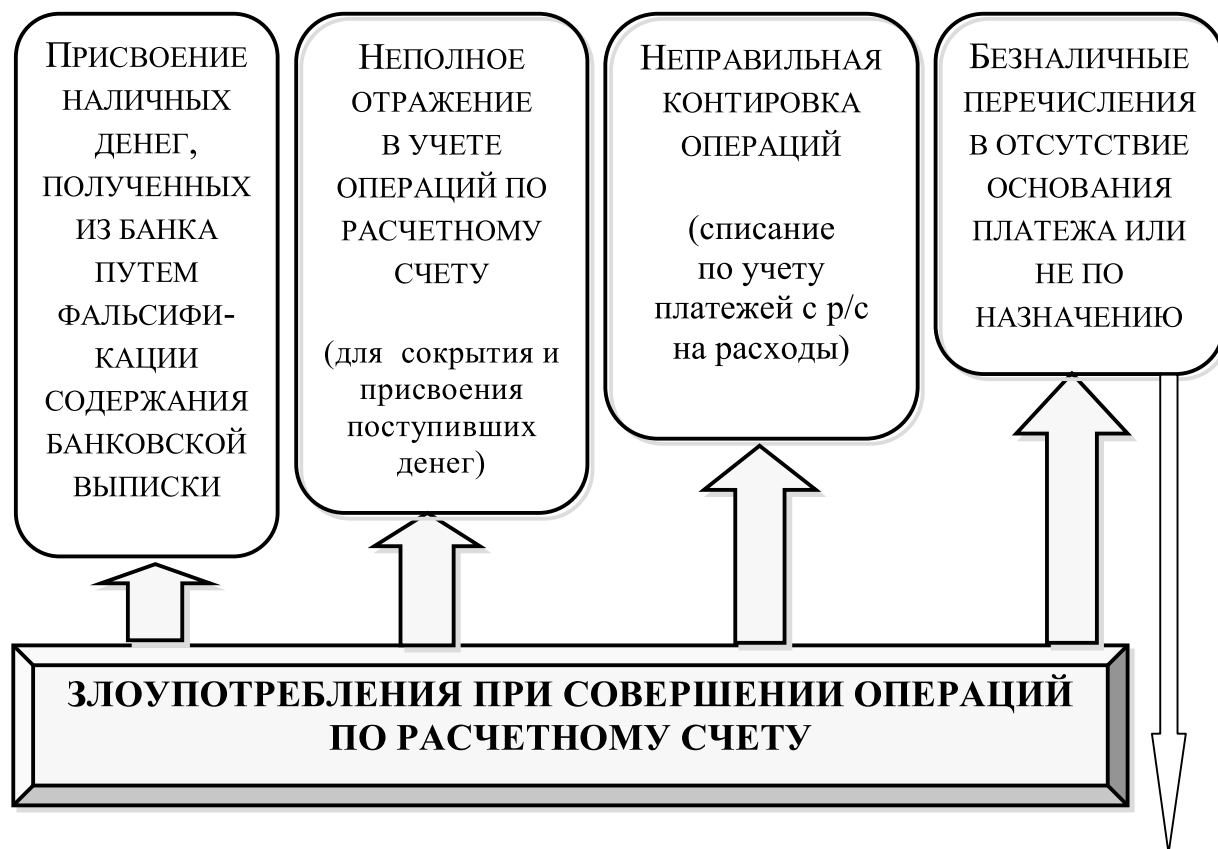 Присвоение
наличных
денег,
полученных
из банка
путем
фальсифи-
кации
содержания
банковской
выписки
Неполное
отражение
в учете
операций по
расчетному
счету
(для сокрытия и
присвоения
поступивших
денег)
Неправильная
контировка
операций
(списание
по учету
платежей с р/с
на расходы)
Безналичные
перечисления
в отсутствие
основания
платежа или
не по
назначению
ЗЛОУПОТРЕБЛЕНИЯ ПРИ СОВЕРШЕНИИ ОПЕРАЦИЙ
ПО РАСЧЕТНОМУ СЧЕТУ